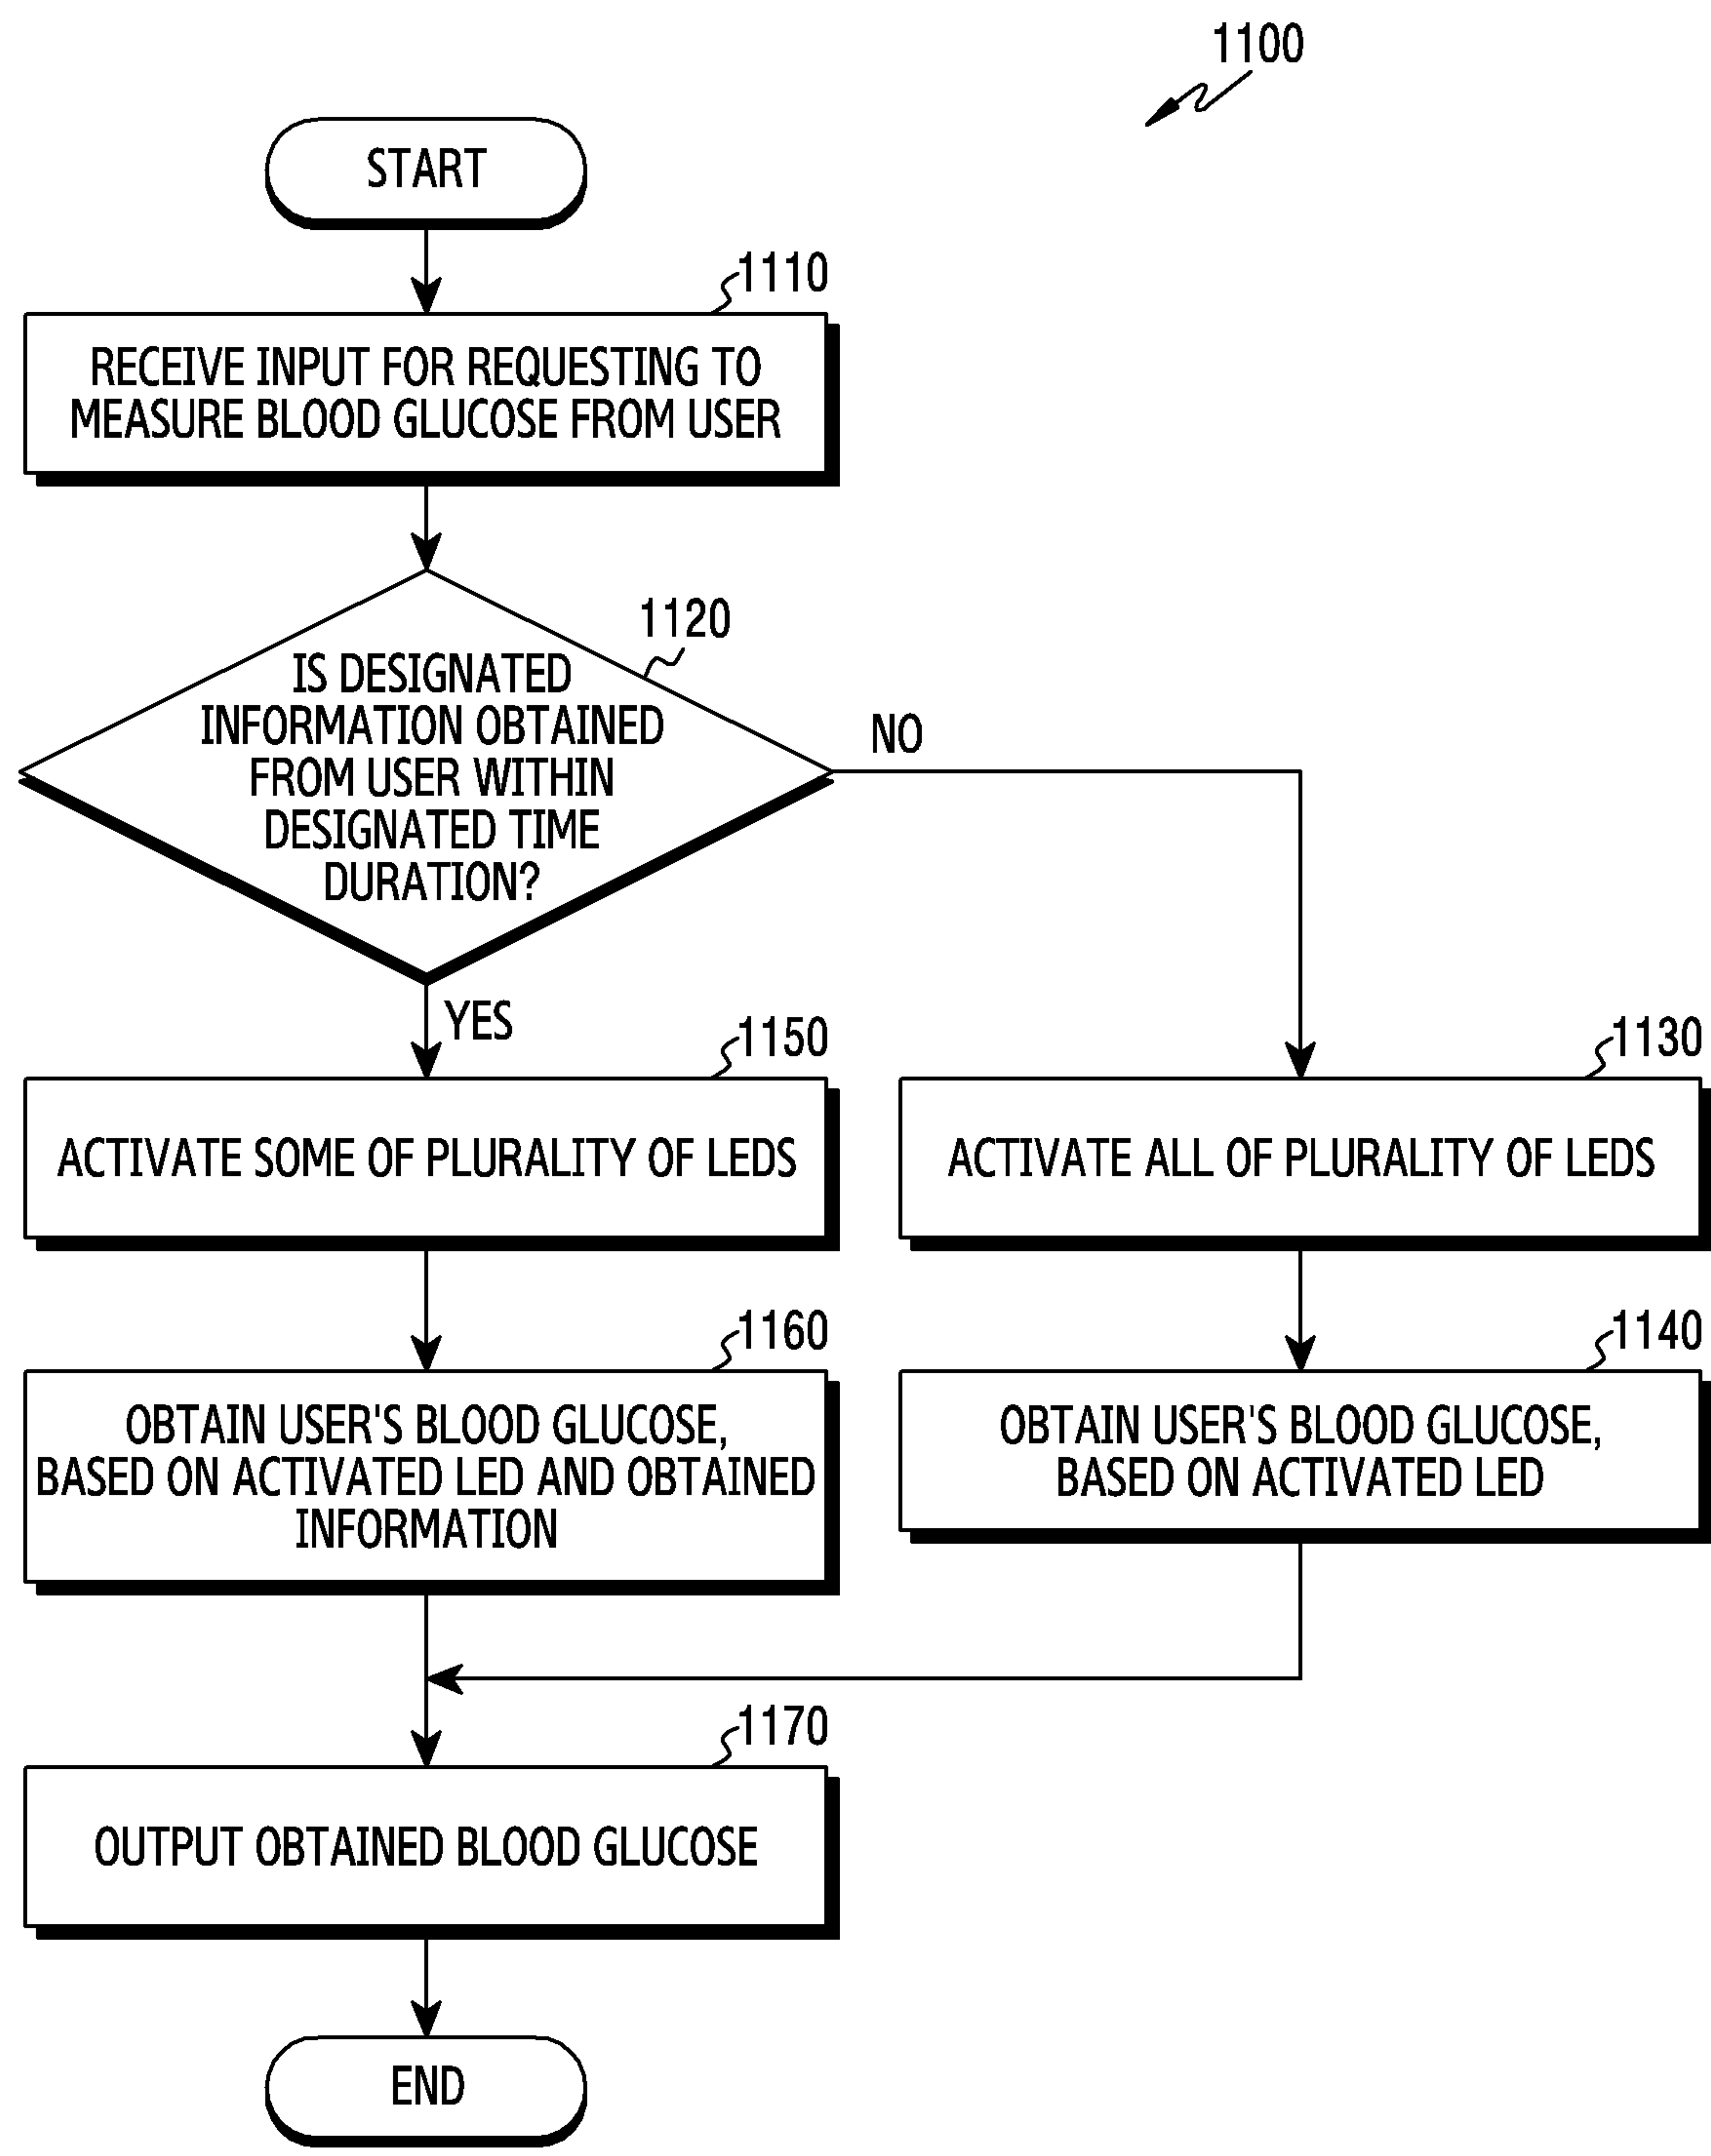 1100
START
1110
RECEIVE INPUT FOR REQUESTING TO
MEASURE BLOOD GLUCOSE FROM USER
1120
IS DESIGNATED
INFORMATION OBTAINED
FROM USER WITHIN
DESIGNATED TIME
DURATION?
NO
YES
1150
ACTIVATE SOME OF PLURALITY OF LEDS
1130
ACTIVATE ALL OF PLURALITY OF LEDS
1160
OBTAIN USER'S BLOOD GLUCOSE,
BASED ON ACTIVATED LED AND OBTAINED
INFORMATION
1140
OBTAIN USER'S BLOOD GLUCOSE,
BASED ON ACTIVATED LED
1170
OUTPUT OBTAINED BLOOD GLUCOSE
END